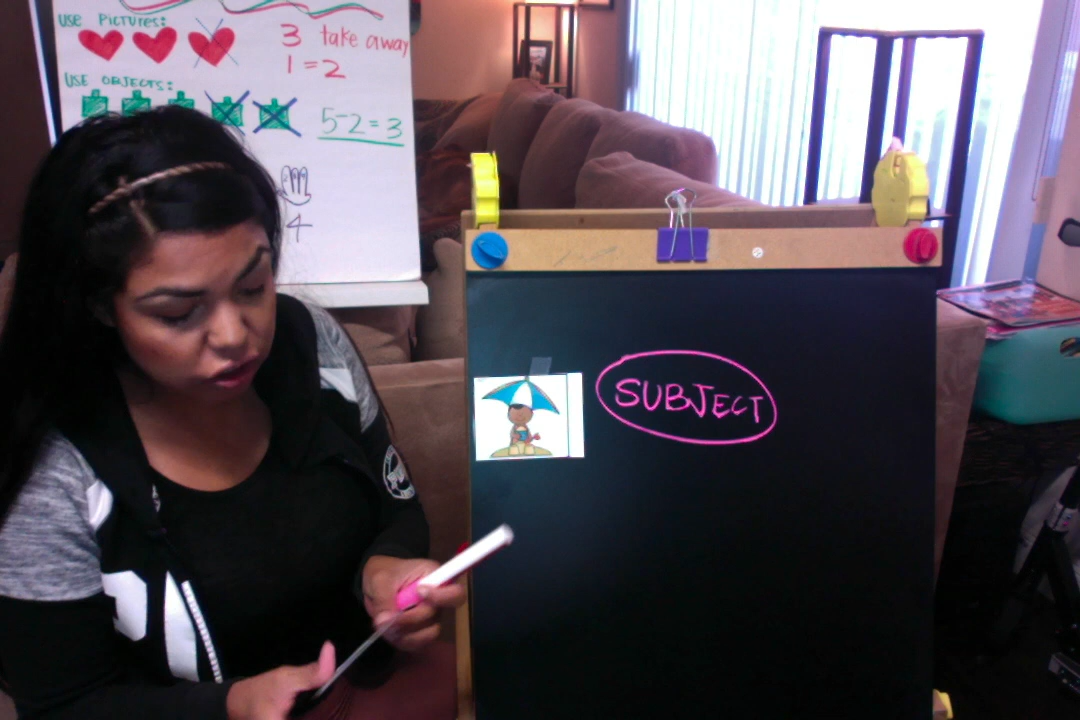 USE PICTURES:
3 take away
1 = 2
USE OBJECTS:
5-2=3
4
SUBJECT